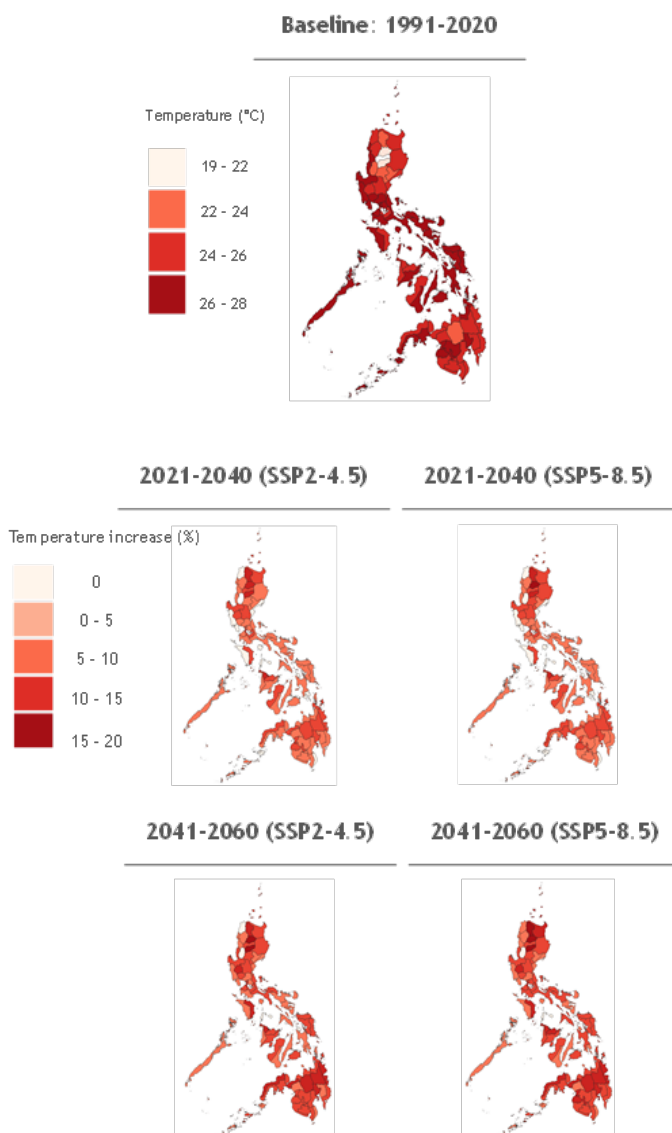 Baseline: 1991-2020
Temperature (°C)
19 - 22
22 - 24
24 - 26
26 - 28
2021-2040 (SSP2-4.5)
2021-2040 (SSP5-8.5)
Temperature increase (%)
0
0 - 5
5 - 10
10 - 15
15 - 20
2041-2060 (SSP2-4.5)
2041-2060 (SSP5-8.5)